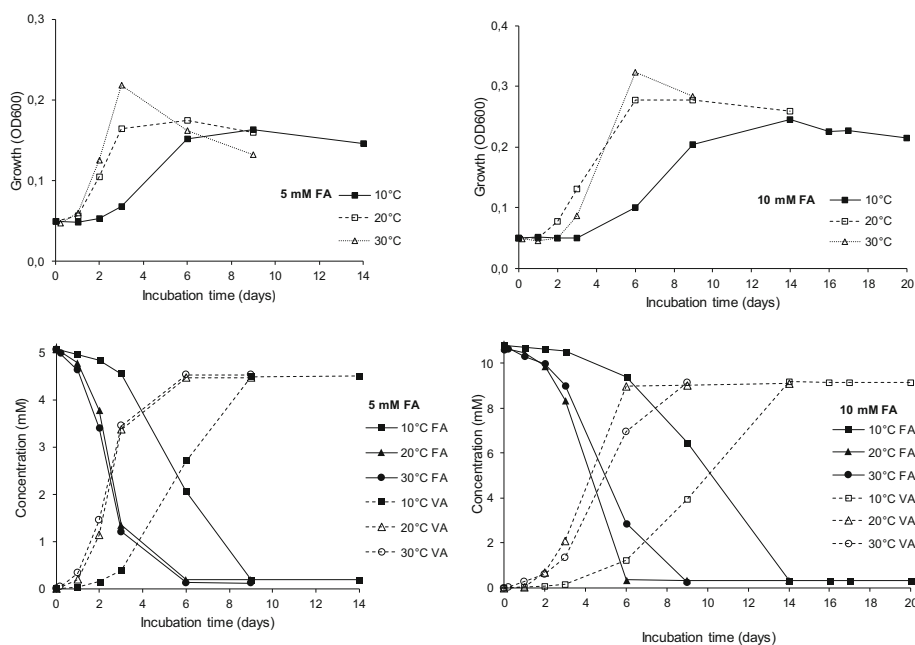 0,3
0,2
0,1
0,0
Growth (OD600)
5 mM FA
10°C
20°C
30°C
0 2 4 6 8 10 12 14
Incubation time (days)
0,4
0,3
0,2
0,1
0,0
Growth (OD600)
10 mM FA
10°C
20°C
30°C
0 2 4 6 8 10 12 14 16 18 20
Incubation time (days)
5
4
3
2
1
0
Concentration (mM)
5 mM FA
10°C FA
20°C FA
30°C FA
10°C VA
20°C VA
30°C VA
0 2 4 6 8 10 12 14
Incubation time (days)
10
8
6
4
2
0
Concentration (mM)
10 mM FA
10°C FA
20°C FA
30°C FA
10°C VA
20°C VA
30°C VA
0 2 4 6 8 10 12 14 16 18 20
Incubation time (days)